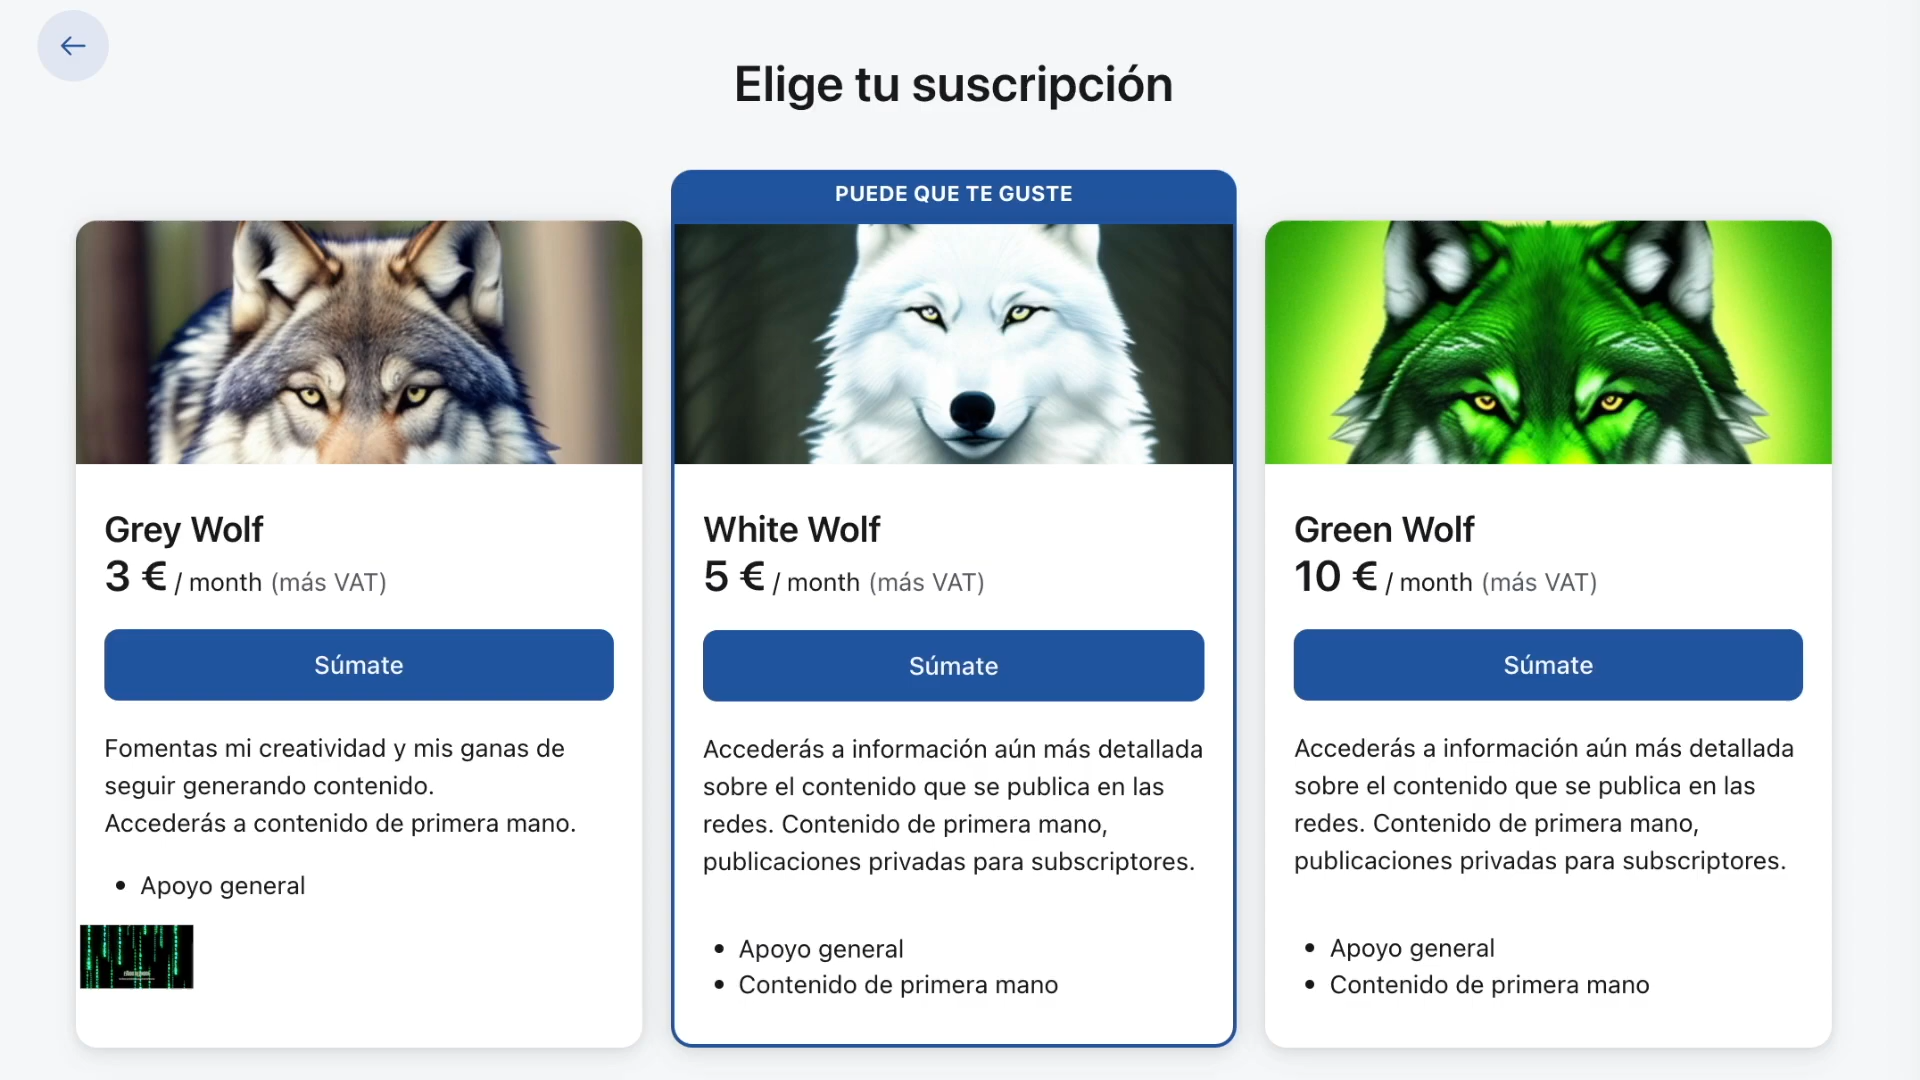 Elige tu suscripción
PUEDE QUE TE GUSTE
Grey Wolf
3 € / month (más VAT)
Súmate
Fomentas mi creatividad y mis ganas de
seguir generando contenido.
Accederás a contenido de primera mano.
• Apoyo general
White Wolf
5 € / month (más VAT)
Súmate
Accederás a información aún más detallada
sobre el contenido que se publica en las
redes. Contenido de primera mano,
publicaciones privadas para subscriptores.
• Apoyo general
• Contenido de primera mano
Green Wolf
10 € / month (más VAT)
Súmate
Accederás a información aún más detallada
sobre el contenido que se publica en las
redes. Contenido de primera mano,
publicaciones privadas para subscriptores.
• Apoyo general
• Contenido de primera mano